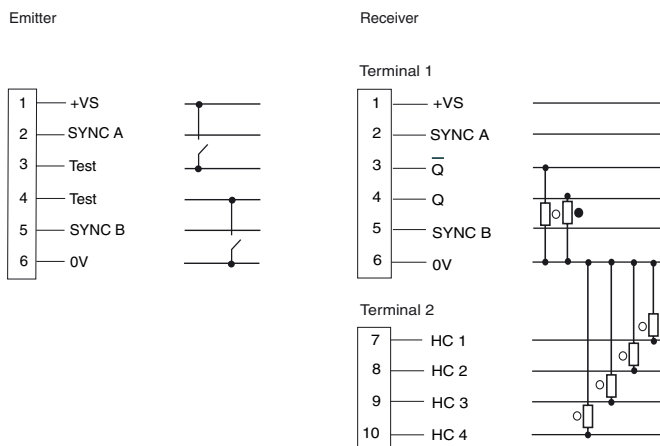 Emitter
1 +VS
2 SYNC A
3 Test
4 Test
5 SYNC B
6 0V
Receiver
Terminal 1
1 +VS
2 SYNC A
3 Q̅
4 Q
5 SYNC B
6 0V
Terminal 2
7 HC 1
8 HC 2
9 HC 3
10 HC 4